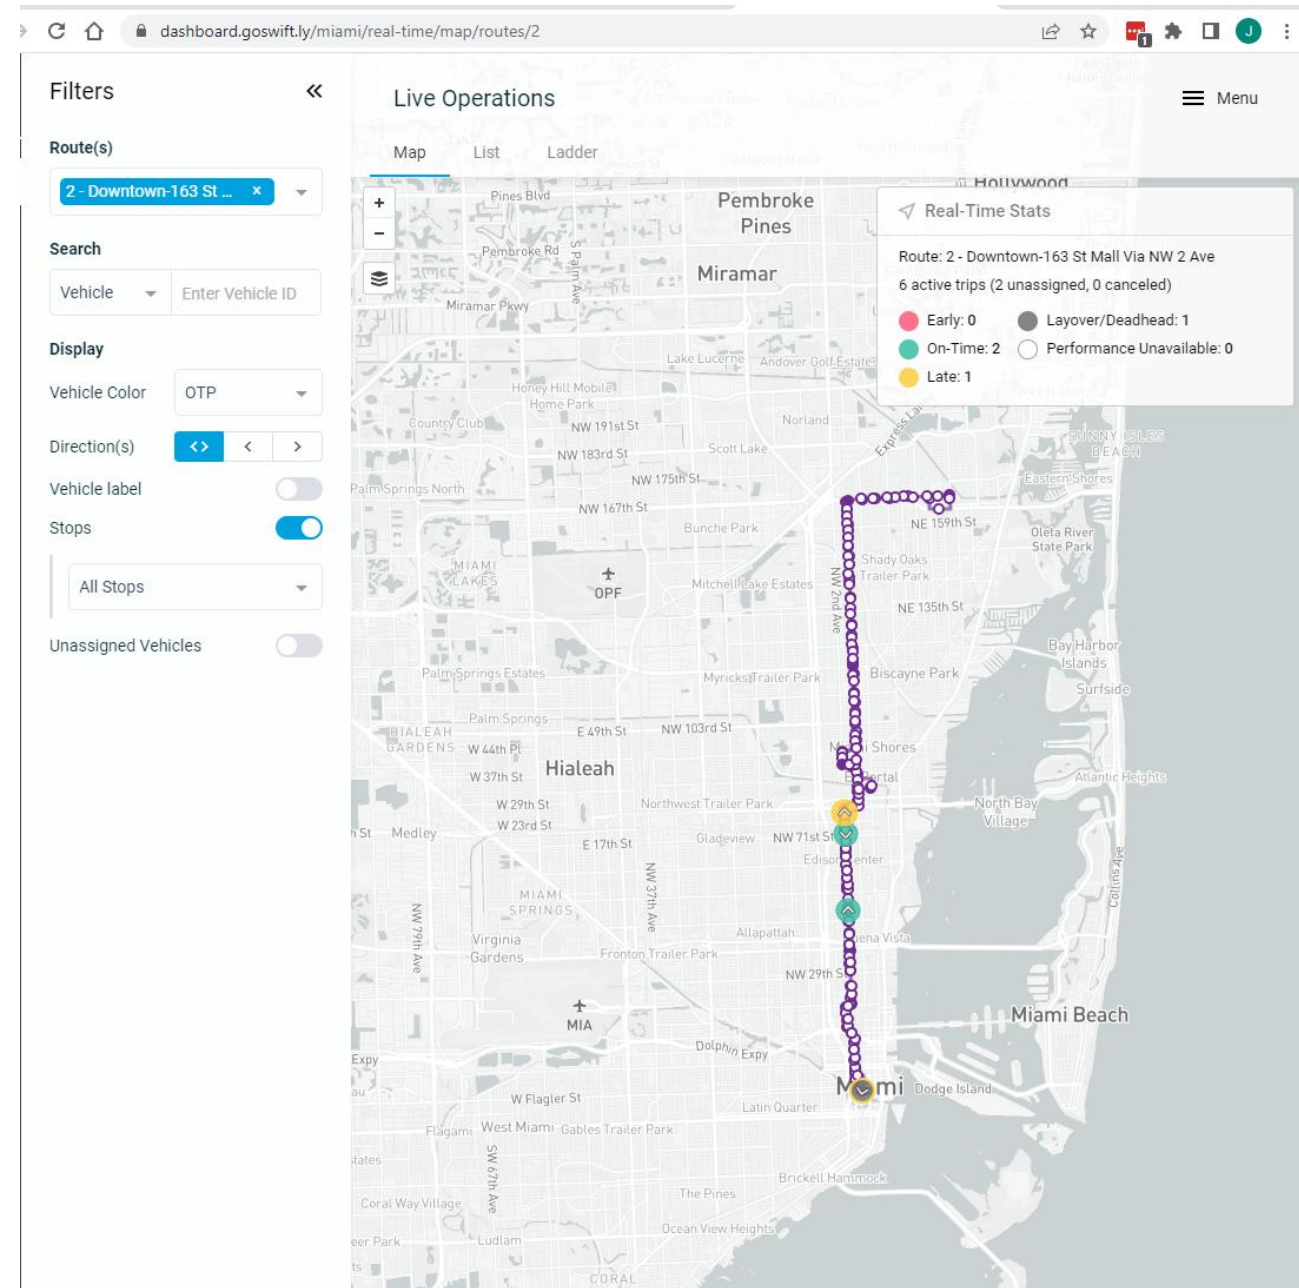 dashboard.goswift.ly/miami/real-time/map/routes/2
1
J
Filters
Live Operations
Menu
Route(s)
Map
List
Ladder
2 - Downtown-163 St ...
Search
Vehicle
Enter Vehicle ID
Display
Vehicle Color
OTP
Direction(s)
Vehicle label
Stops
All Stops
Unassigned Vehicles
Real-Time Stats
Route: 2 - Downtown-163 St Mall Via NW 2 Ave
6 active trips (2 unassigned, 0 canceled)
Early: 0
Layover/Deadhead: 1
On-Time: 2
Performance Unavailable: 0
Late: 1
Hollywood
Pines Blvd
Pembroke
Pines
Pembroke Rd
S Palm Ave
Miramar
Miramar Pkwy
Lake Lucerne
Andover Golf Estates
Honey Hill Mobile
Home Park
Country Club
NW 191st St
Norland
Express Lanes
SUNNY ISLES
BEACH
NW 183rd St
Scott Lake
Palm Springs North
NW 175th St
Eastern Shores
NW 167th St
Bunche Park
NE 159th St
Oleta River
State Park
MIAMI
LAKES
OPF
Mitchell Lake Estates
NW 2nd Ave
Shady Oaks
Trailer Park
NE 135th St
Bay Harbor
Islands
Palm Springs Estates
Myricks Trailer Park
Biscayne Park
Surfside
Palm Springs
HIALEAH
GARDENS
E 49th St
NW 103rd St
W 44th Pl
Shores
W 37th St
Hialeah
Portal
Atlantic Heights
W 29th St
Northwest Trailer Park
North Bay
Village
W 23rd St
Medley
E 17th St
Gladeview
NW 71st St
Collins Ave
NW 37th Ave
MIAMI
SPRINGS
NW 79th Ave
Virginia
Gardens
Allapattah
Fronton Trailer Park
NW 29th S
MIA
Miami Beach
Expy
Dolphin Expy
Dodge Island
W Flagler St
Latin Quarter
Flagami
West Miami
Gables Trailer Park
SW 67th Ave
Brickell Hammock
Coral Way Village
The Pines
Ocean View Heights
Ludlam
CORAL